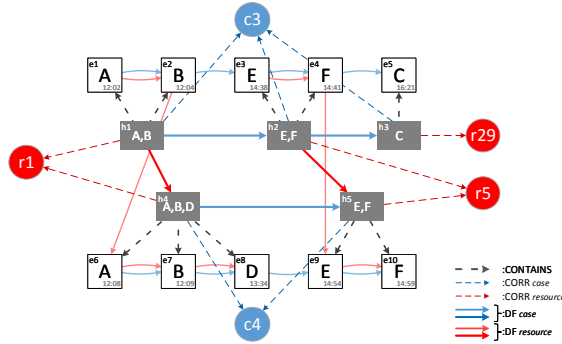 c3
e1 e2 e3 e4 e5
A B E F C
12:02 12:04 14:38 14:41 16:21
h1 A,B h2 E,F h3 C r29
r1
r5
h4 A,B,D h5 E,F
e6 e7 e8 e9 e10
A B D E F
12:08 12:09 13:34 14:54 14:59
c4
:CONTAINS
:CORR case
:CORR resource
:DF case
:DF resource